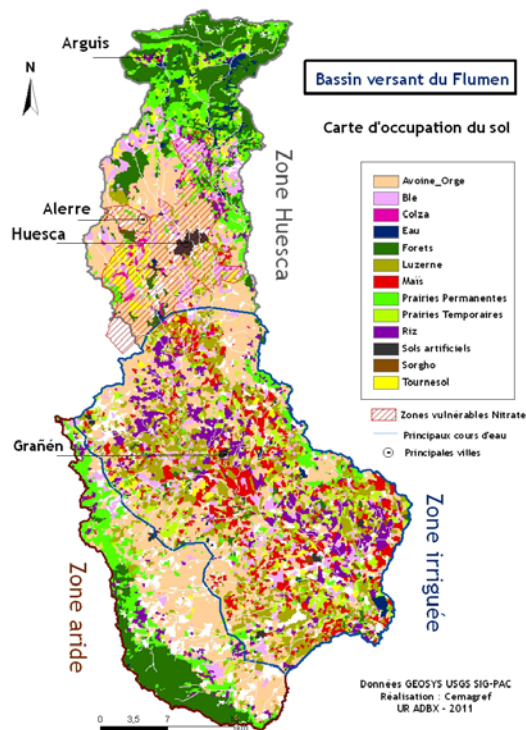 Arguis
N
Bassin versant du Flumen
Carte d'occupation du sol
Zone Huesca
Alerre
Huesca
Avoine_Orge
Ble
Colza
Eau
Forets
Luzerne
Maïs
Prairies Permanentes
Prairies Temporaires
Riz
Sols artificiels
Sorgho
Tournesol
Zones vulnérables Nitrate
Principaux cours d'eau
Principales villes
Grañén
Zone irriguée
Zone aride
Données GEOSYS USGS SIG-PAC
Réalisation : Cemagref
UR ADBX - 2011
0 3,5 7